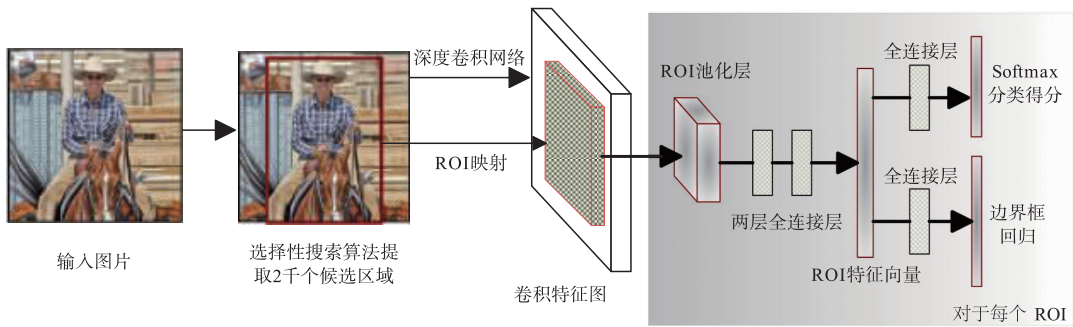 输入图片
选择性搜索算法提
取2千个候选区域
深度卷积网络
ROI映射
卷积特征图
ROI池化层
两层全连接层
ROI特征向量
全连接层
Softmax
分类得分
全连接层
边界框
回归
对于每个 ROI